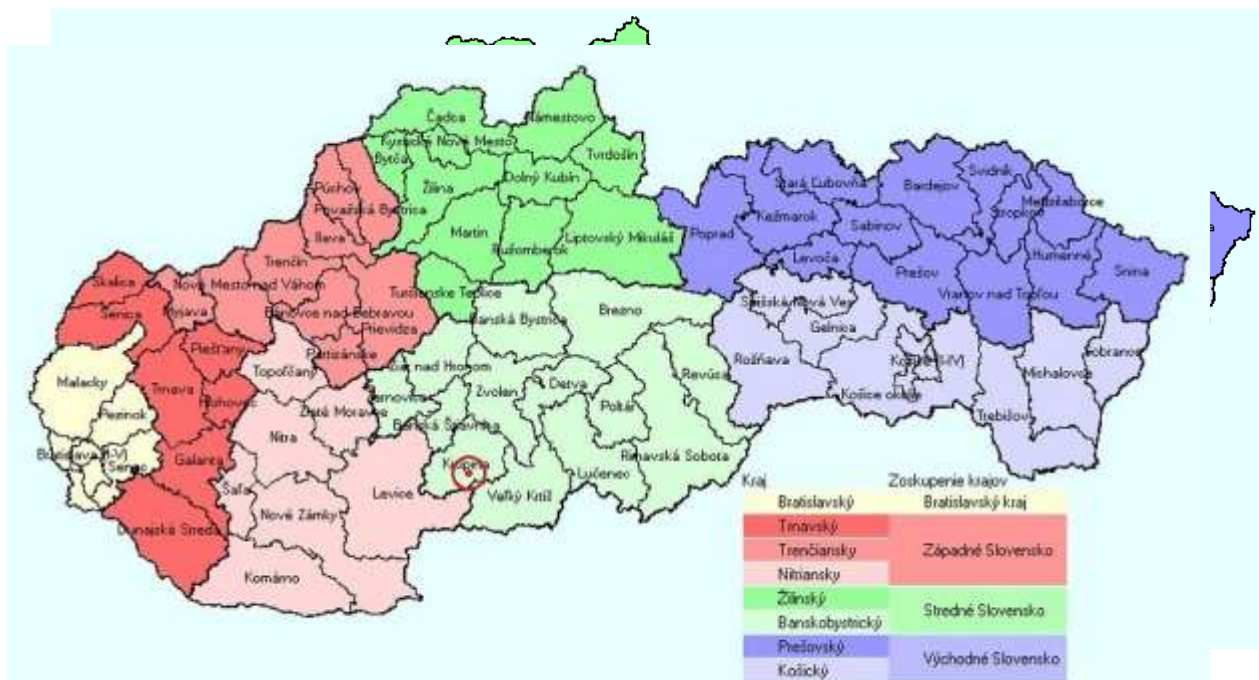 Čadca
Námestovo
Kysucké Nové Mesto
Bytča
Tvrdošín
Dolný Kubín
Žilina
Púchov
Považská Bystrica
Ilava
Martin
Ružomberok
Liptovský Mikuláš
Stará Ľubovňa
Bardejov
Svidník
Medzilaborce
Stropkov
Kežmarok
Sabinov
Poprad
Levoča
Prešov
Humenné
Snina
Vranov nad Topľou
Trenčín
Skalica
Nové Mesto nad Váhom
Turčianske Teplice
Senica
Myjava
Bánovce nad Bebravou
Prievidza
Banská Bystrica
Brezno
Spišská Nová Ves
Gelnica
Piešťany
Partizánske
Topoľčany
Rožňava
Sobrance
Michalovce
Malacky
Trnava
Hlohovec
Zvolen
Detva
Revúca
Košice okolie
Trebišov
Pezinok
Zlaté Moravce
Poltár
Banská Štiavnica
Nitra
Senec
Galanta
Krupina
Rimavská Sobota
Lučenec
Šaľa
Levice
Veľký Krtíš
Nové Zámky
Dunajská Streda
Komárno
Kraj Zoskupenie krajov
Bratislavský Bratislavský kraj
Trnavský
Trenčiansky Západné Slovensko
Nitriansky
Žilinský
Stredné Slovensko
Banskobystrický
Prešovský
Východné Slovensko
Košický